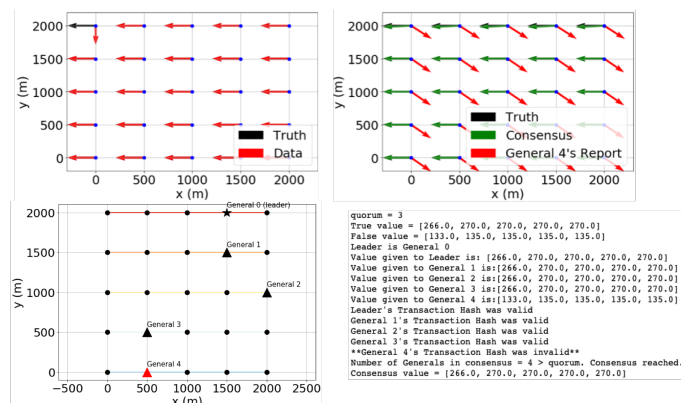 2000
1500
1000
500
0
y (m)
Truth
Data
0 500 1000 1500 2000
x (m)
2000
1500
1000
500
0
y (m)
Truth
Consensus
General 4's Report
0 500 1000 1500 2000
x (m)
2000
1500
1000
500
0
y (m)
General 0 (leader)
General 1
General 2
General 3
General 4
−500 0 500 1000 1500 2000 2500
x (m)
quorum = 3
True value = [266.0, 270.0, 270.0, 270.0, 270.0]
False value = [133.0, 135.0, 135.0, 135.0, 135.0]
Leader is General 0
Value given to Leader is: [266.0, 270.0, 270.0, 270.0, 270.0]
Value given to General 1 is:[266.0, 270.0, 270.0, 270.0, 270.0]
Value given to General 2 is:[266.0, 270.0, 270.0, 270.0, 270.0]
Value given to General 3 is:[266.0, 270.0, 270.0, 270.0, 270.0]
Value given to General 4 is:[133.0, 135.0, 135.0, 135.0, 135.0]
Leader's Transaction Hash was valid
General 1's Transaction Hash was valid
General 2's Transaction Hash was valid
General 3's Transaction Hash was valid
**General 4's Transaction Hash was invalid**
Number of Generals in consensus = 4 > quorum. Consensus reached.
Consensus value = [266.0, 270.0, 270.0, 270.0, 270.0]